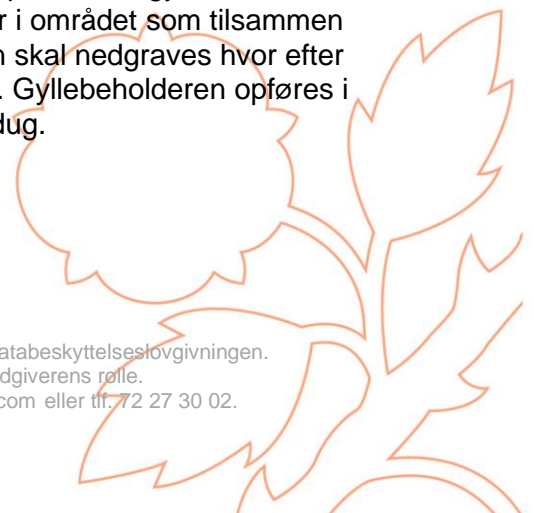 r i området som tilsammen
skal nedgraves hvor efter
. Gyllebeholderen opføres i
dug.
atabeskyttelseslovgivningen.
dgiverens rolle.
com eller tlf. 72 27 30 02.